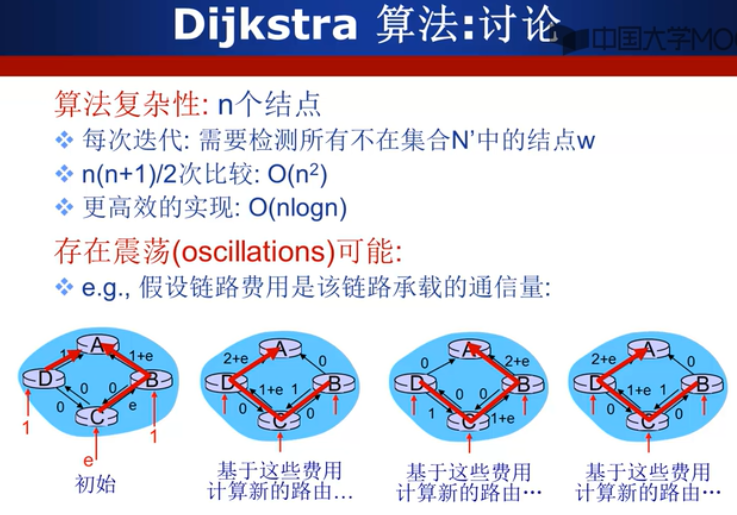 Dijkstra 算法:讨论
中国大学MO
算法复杂性: n个结点
每次迭代: 需要检测所有不在集合N'中的结点w
n(n+1)/2次比较: O(n²)
更高效的实现: O(nlogn)
存在震荡(oscillations)可能:
e.g., 假设链路费用是该链路承载的通信量:
A
1
1+e
D
B
0
0
0
e
C
1
1
e
初始
A
2+e
0
D
B
1+e
1
0
0
C
基于这些费用
计算新的路由…
A
0
2+e
D
B
0
0
1
1+e
C
基于这些费用
计算新的路由…
A
2+e
0
D
B
1+e
1
0
0
C
基于这些费用
计算新的路由…